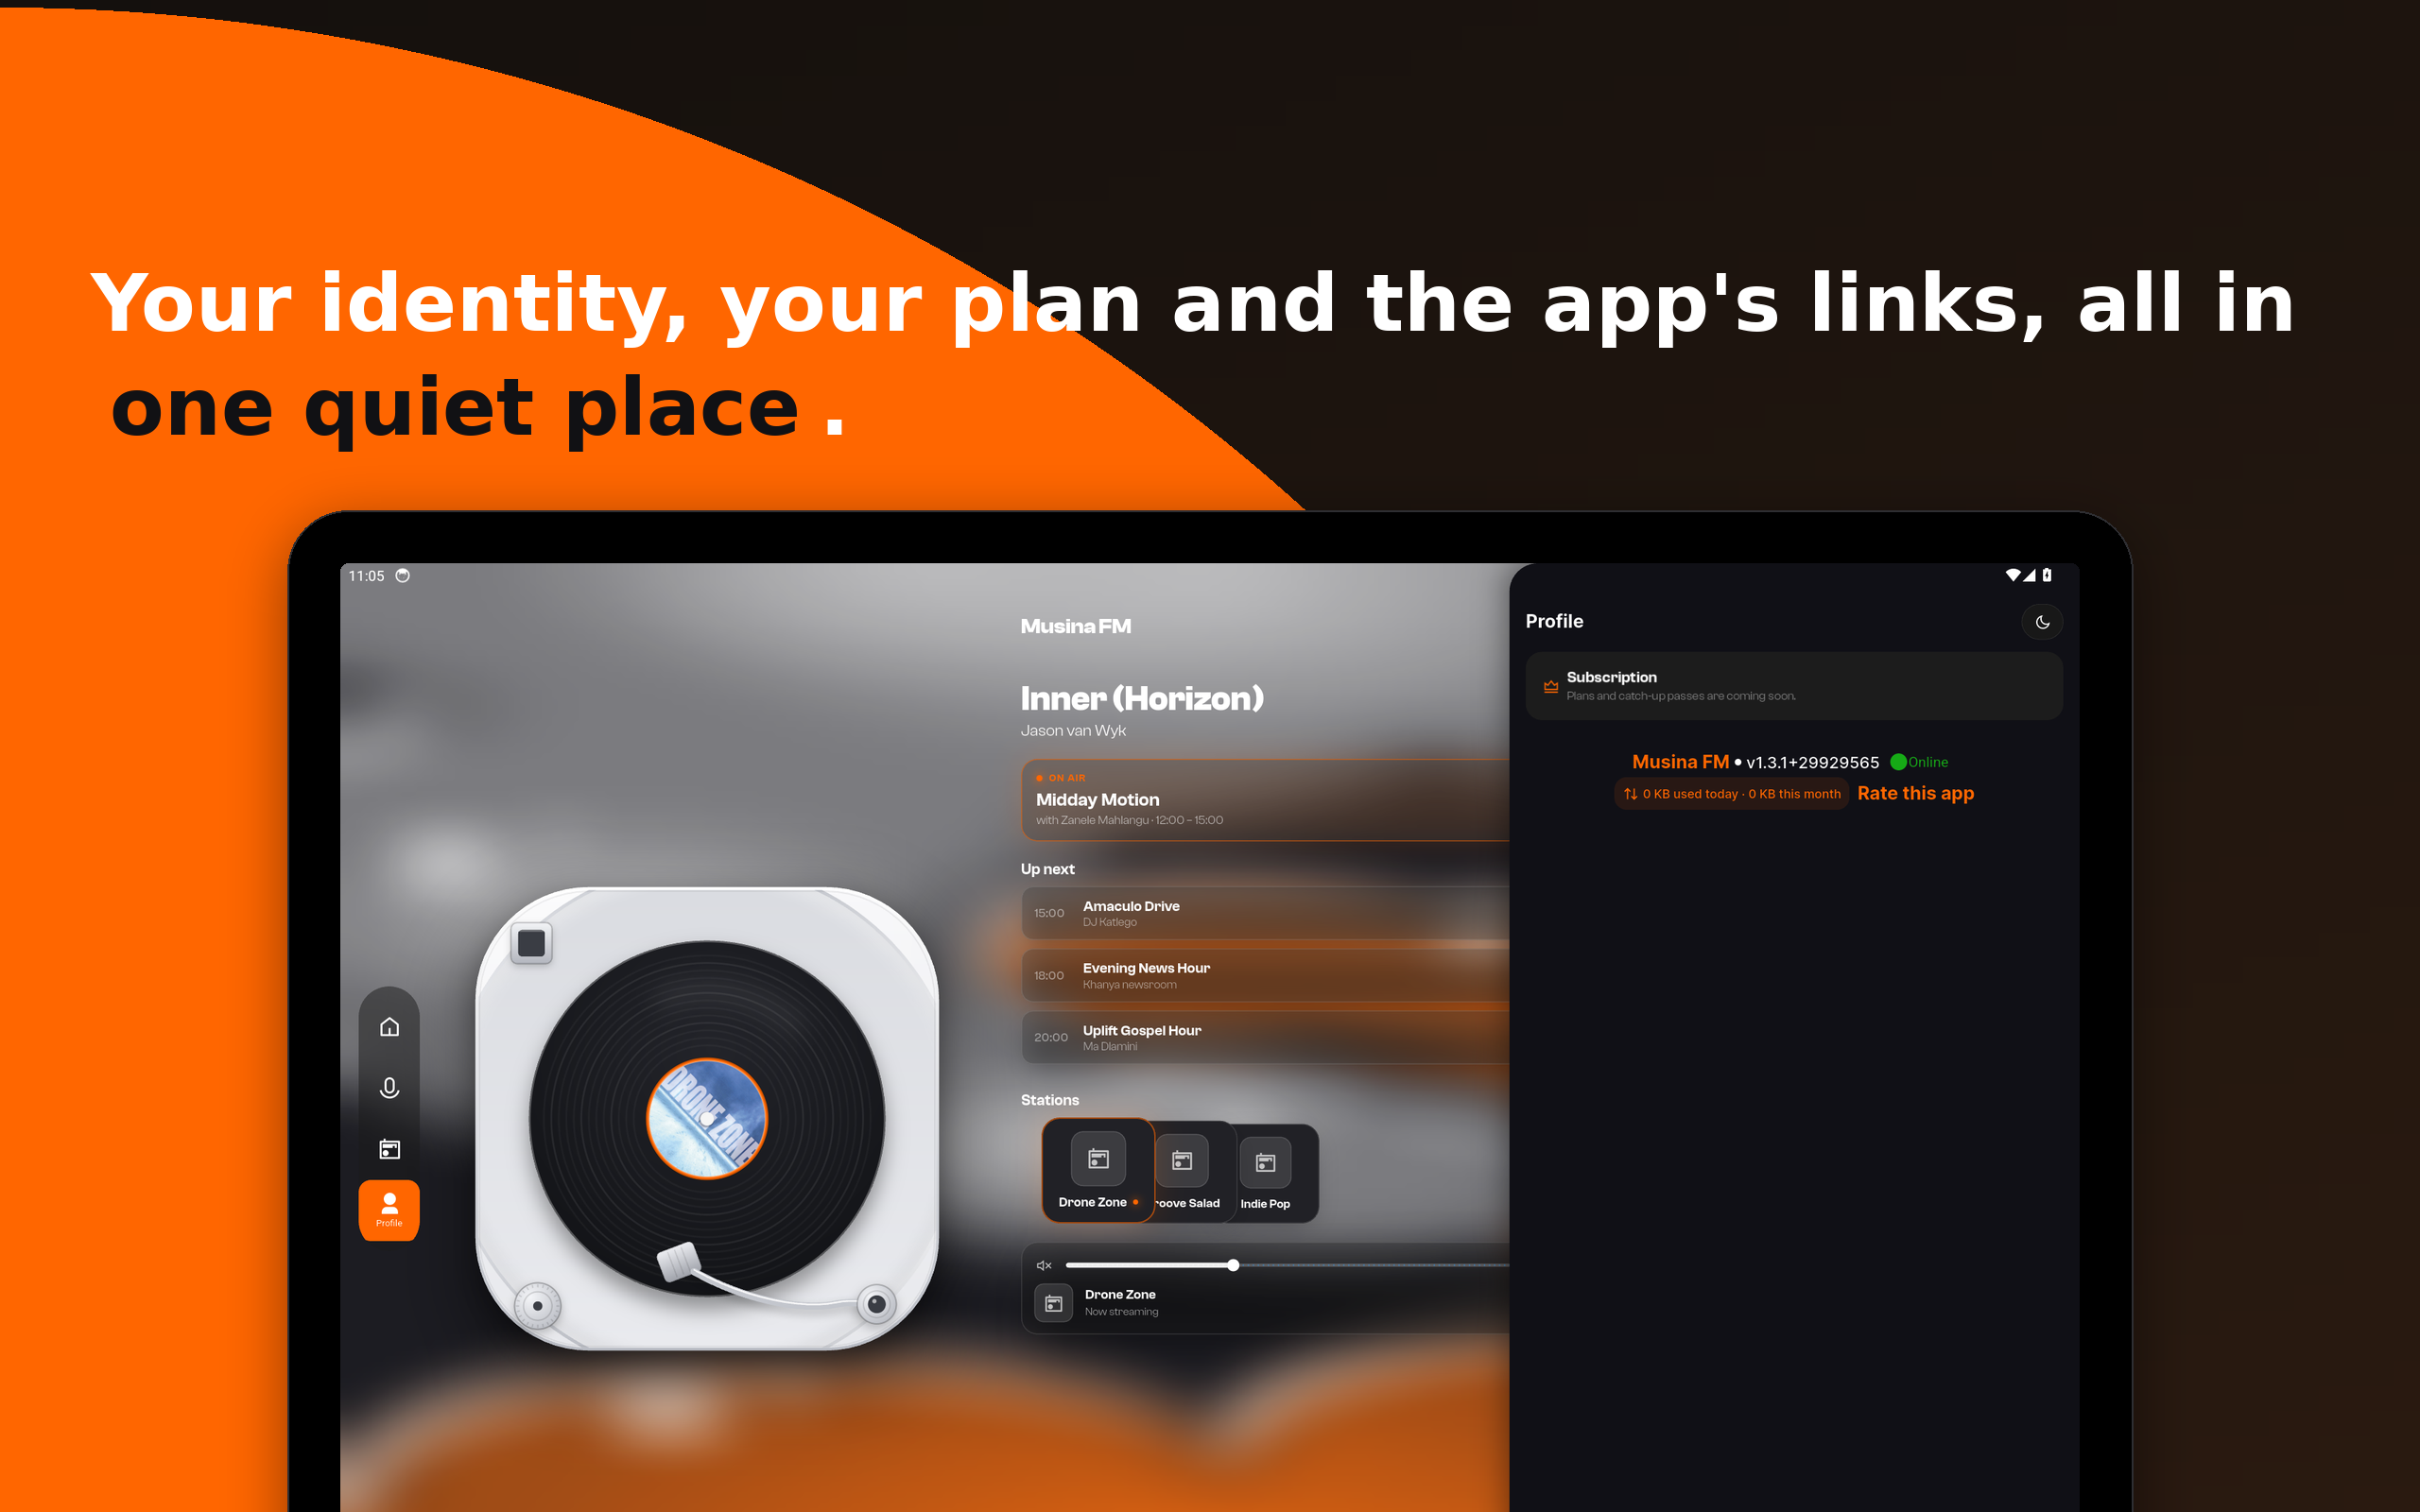 Your identity, your plan and the app's links, all in
one quiet place .
11:05
Musina FM
Inner (Horizon)
Jason van Wyk
ON AIR
Midday Motion
with Zanele Mahlangu · 12:00 – 15:00
Up next
15:00
Amaculo Drive
DJ Katlego
18:00
Evening News Hour
Khanya newsroom
20:00
Uplift Gospel Hour
Ma Dlamini
Stations
Drone Zone
roove Salad
Indie Pop
Drone Zone
Now streaming
DRONE ZONE
Profile
Profile
Subscription
Plans and catch-up passes are coming soon.
Musina FM • v1.3.1+29929565 Online
0 KB used today · 0 KB this month Rate this app